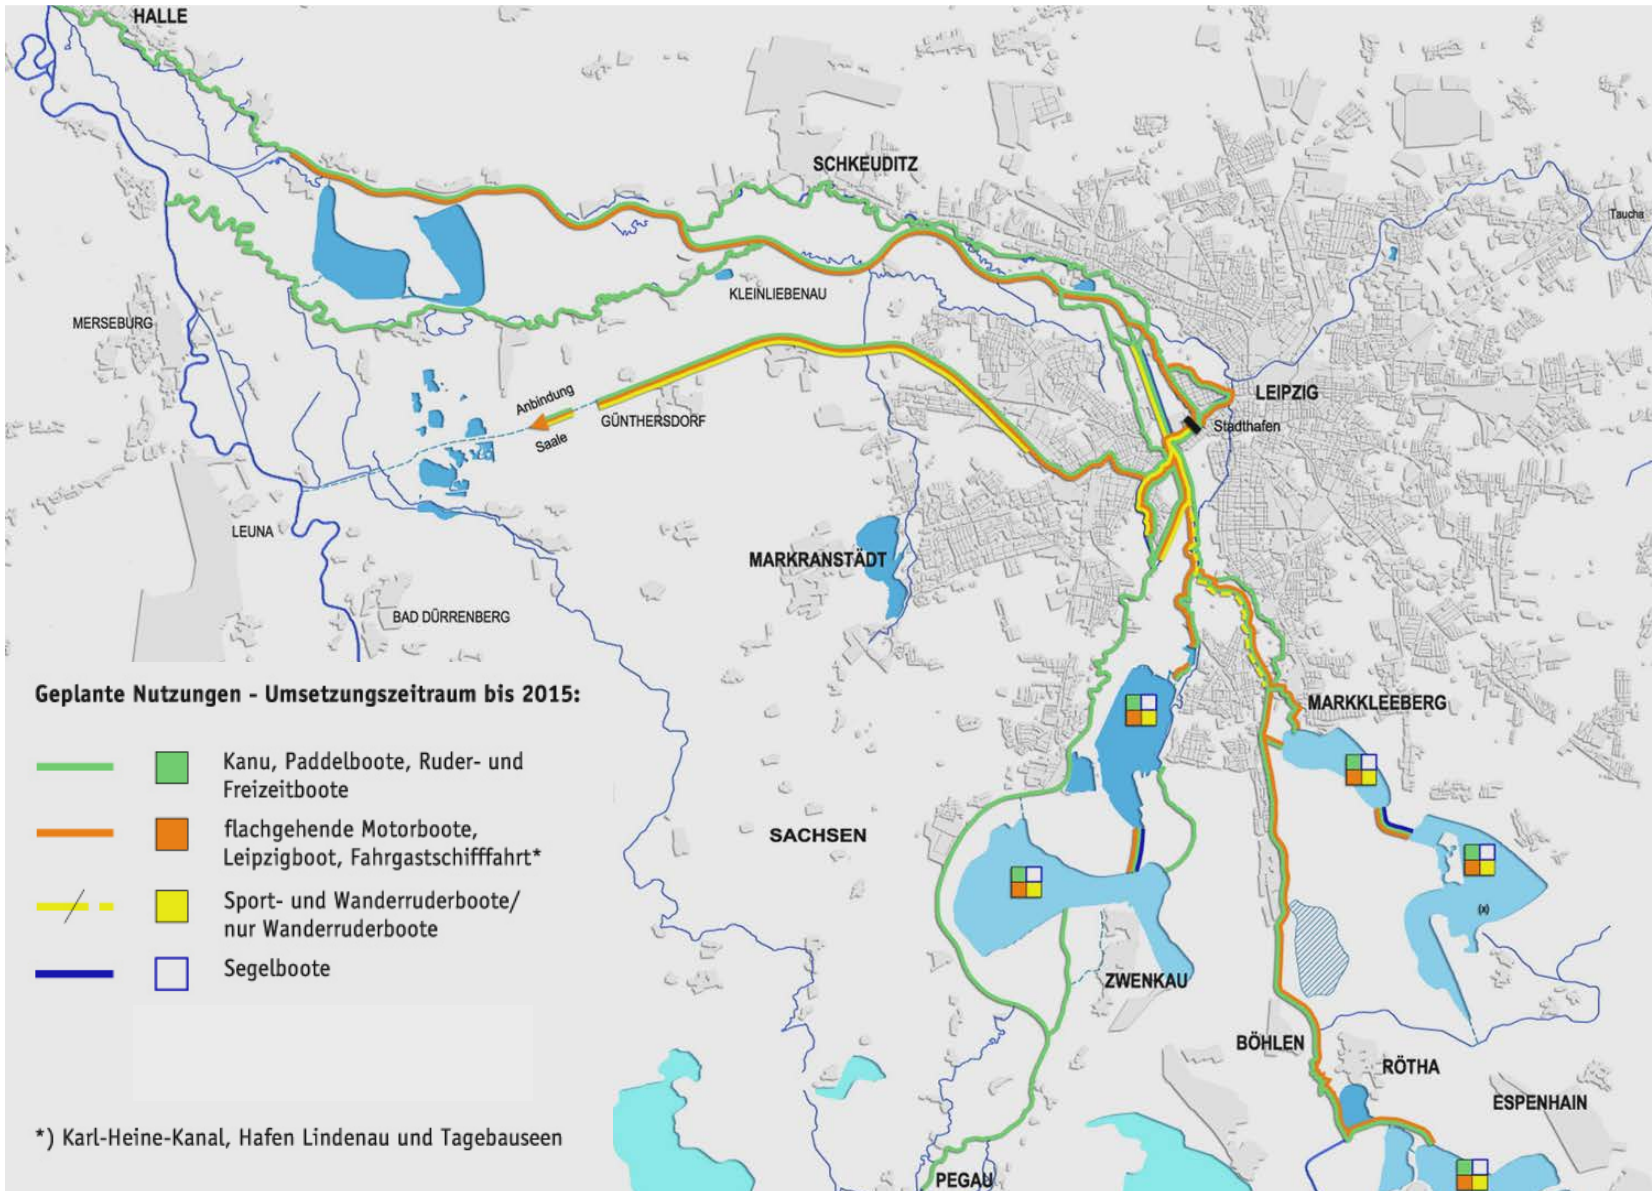 HALLE
SCHKEUDITZ
Taucha
KLEINLIEBENAU
MERSEBURG
LEIPZIG
Anbindung
GÜNTHERSDORF
Stadthafen
Saale
LEUNA
MARKRANSTÄDT
BAD DÜRRENBERG
Geplante Nutzungen - Umsetzungszeitraum bis 2015:
MARKKLEEBERG
Kanu, Paddelboote, Ruder- und
Freizeitboote
flachgehende Motorboote,
Leipzigboot, Fahrgastschifffahrt*
SACHSEN
Sport- und Wanderruderboote/
nur Wanderruderboote
(x)
Segelboote
ZWENKAU
BÖHLEN
RÖTHA
ESPENHAIN
*) Karl-Heine-Kanal, Hafen Lindenau und Tagebauseen
PEGAU